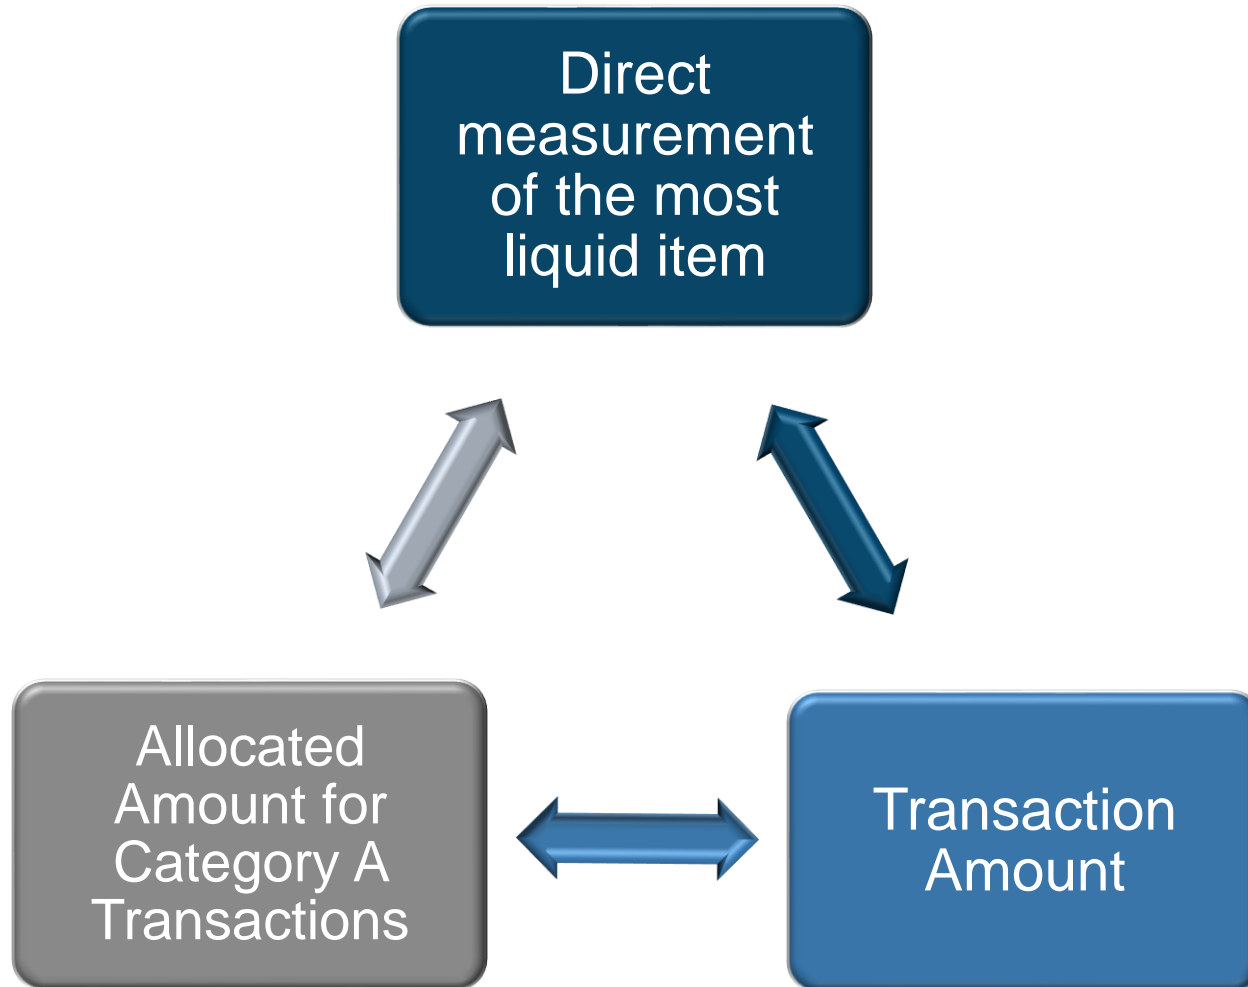 Direct
measurement
of the most
liquid item
Allocated
Amount for
Category A
Transactions
Transaction
Amount